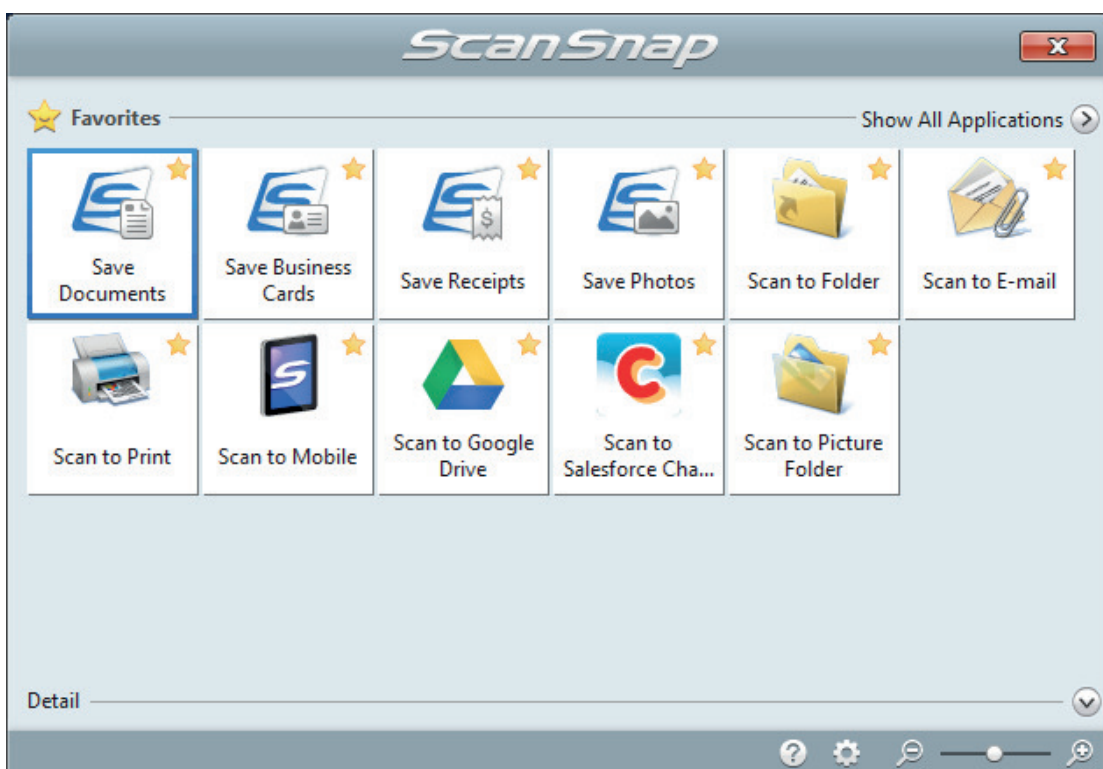 ScanSnap
Favorites
Show All Applications
Save
Documents
Save Business
Cards
Save Receipts
Save Photos
Scan to Folder
Scan to E-mail
Scan to Print
Scan to Mobile
Scan to Google
Drive
Scan to
Salesforce Cha...
Scan to Picture
Folder
Detail